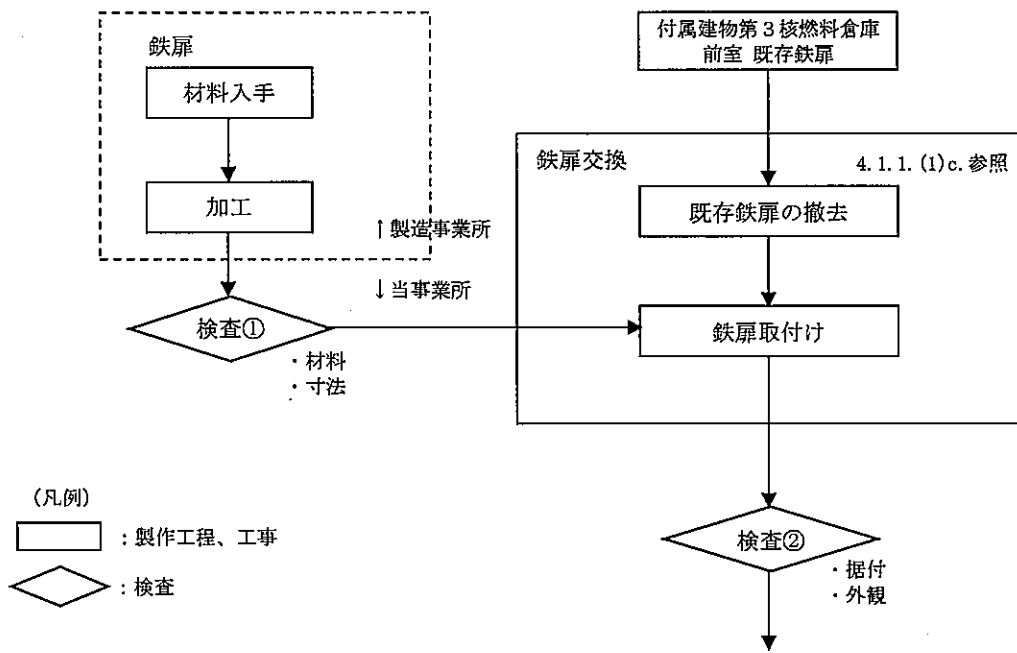 鉄扉
材料入手
加工
↑製造事業所
↓当事業所
検査①
・材料
・寸法
付属建物第3核燃料倉庫
前室 既存鉄扉
鉄扉交換
4.1.1.(1)c.参照
既存鉄扉の撤去
鉄扉取付け
検査②
・据付
・外観
(凡例)
：製作工程、工事
：検査